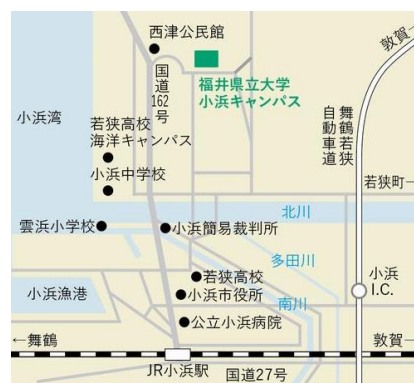 西津公民館
敦賀→
国道162号
福井県立大学
小浜キャンパス
小浜湾
舞鶴若狭
自動車道
若狭高校
海洋キャンパス
小浜中学校
若狭町→
北川
雲浜小学校
小浜簡易裁判所
多田川
若狭高校
小浜
I.C.
小浜漁港
小浜市役所
南川
公立小浜病院
←舞鶴
敦賀→
JR小浜駅
国道27号